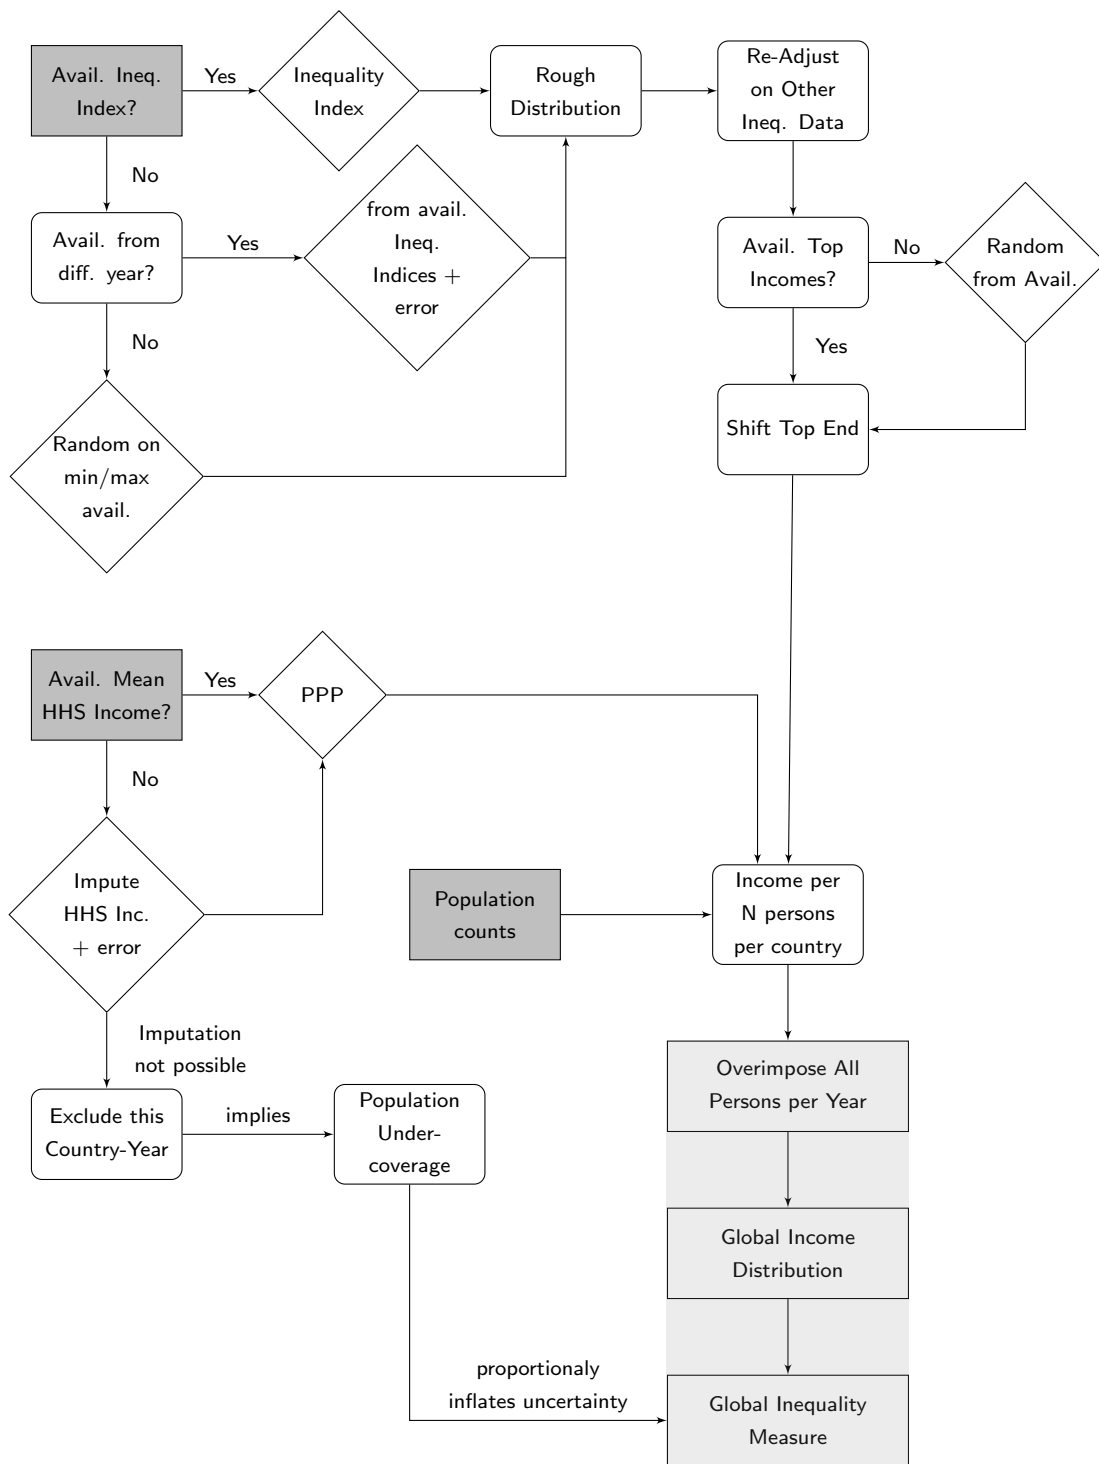 Avail. Ineq.
Index?
Yes
Inequality
Index
Rough
Distribution
Re-Adjust
on Other
Ineq. Data
No
Avail. from
diff. year?
Yes
from avail.
Ineq.
Indices +
error
Avail. Top
Incomes?
No
Random
from Avail.
No
Yes
Random on
min/max
avail.
Shift Top End
Avail. Mean
HHS Income?
Yes
PPP
No
Impute
HHS Inc.
+ error
Population
counts
Income per
N persons
per country
Imputation
not possible
Exclude this
Country-Year
implies
Population
Under-
coverage
Overimpose All
Persons per Year
Global Income
Distribution
proportionaly
inflates uncertainty
Global Inequality
Measure